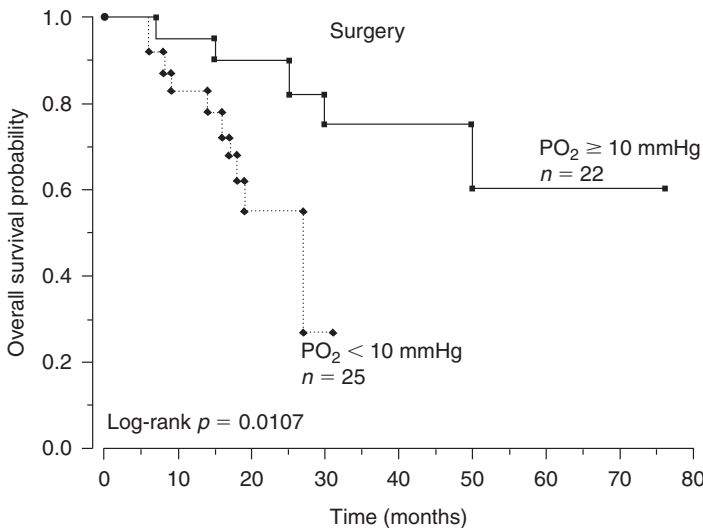 Surgery
1.0
0.8
0.6
0.4
0.2
0.0
Overall survival probability
PO₂ ≥ 10 mmHg
n = 22
PO₂ < 10 mmHg
n = 25
Log-rank p = 0.0107
0 10 20 30 40 50 60 70 80
Time (months)